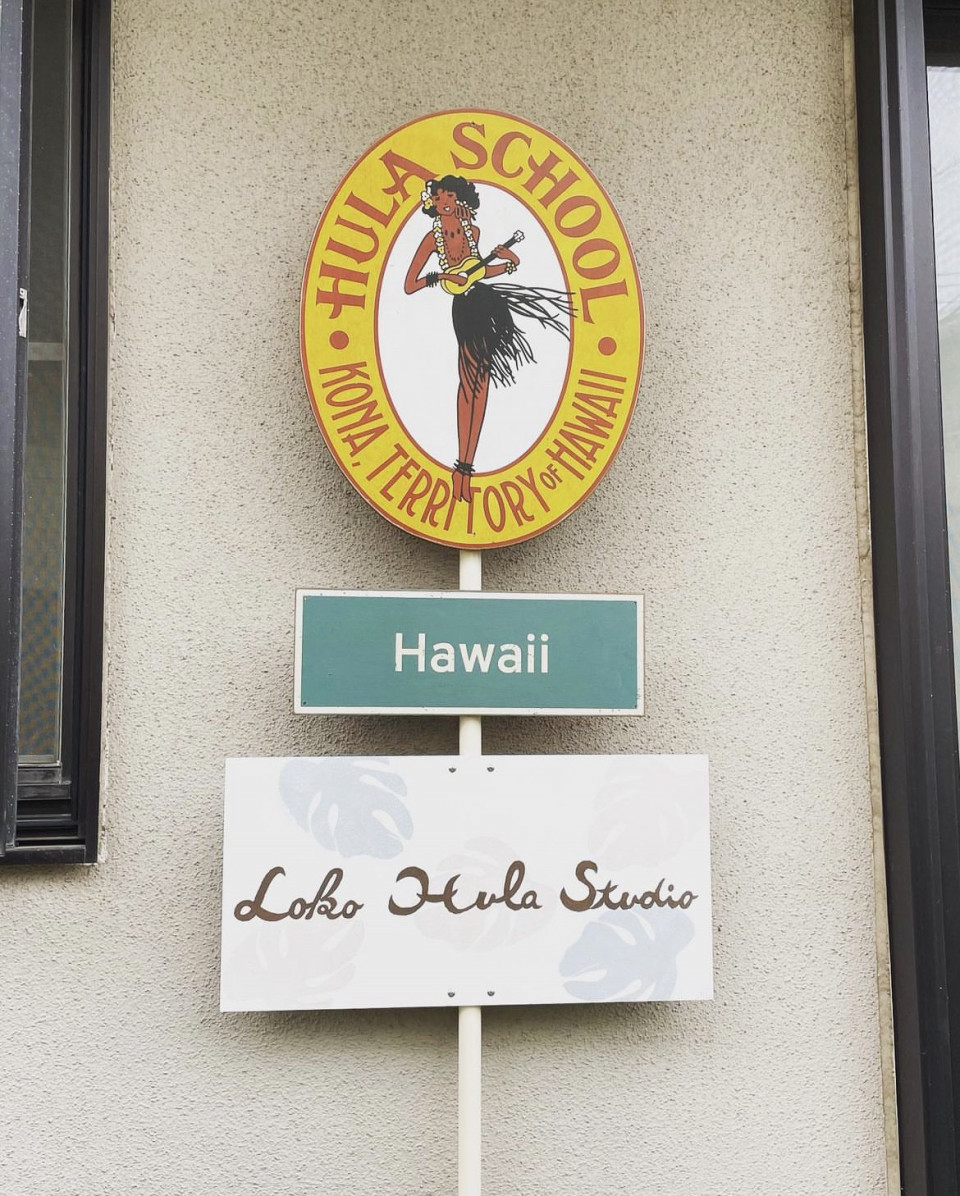 HULA SCHOOL
KONA, TERRITORY OF HAWAII
Hawaii
Loko Hula Studio